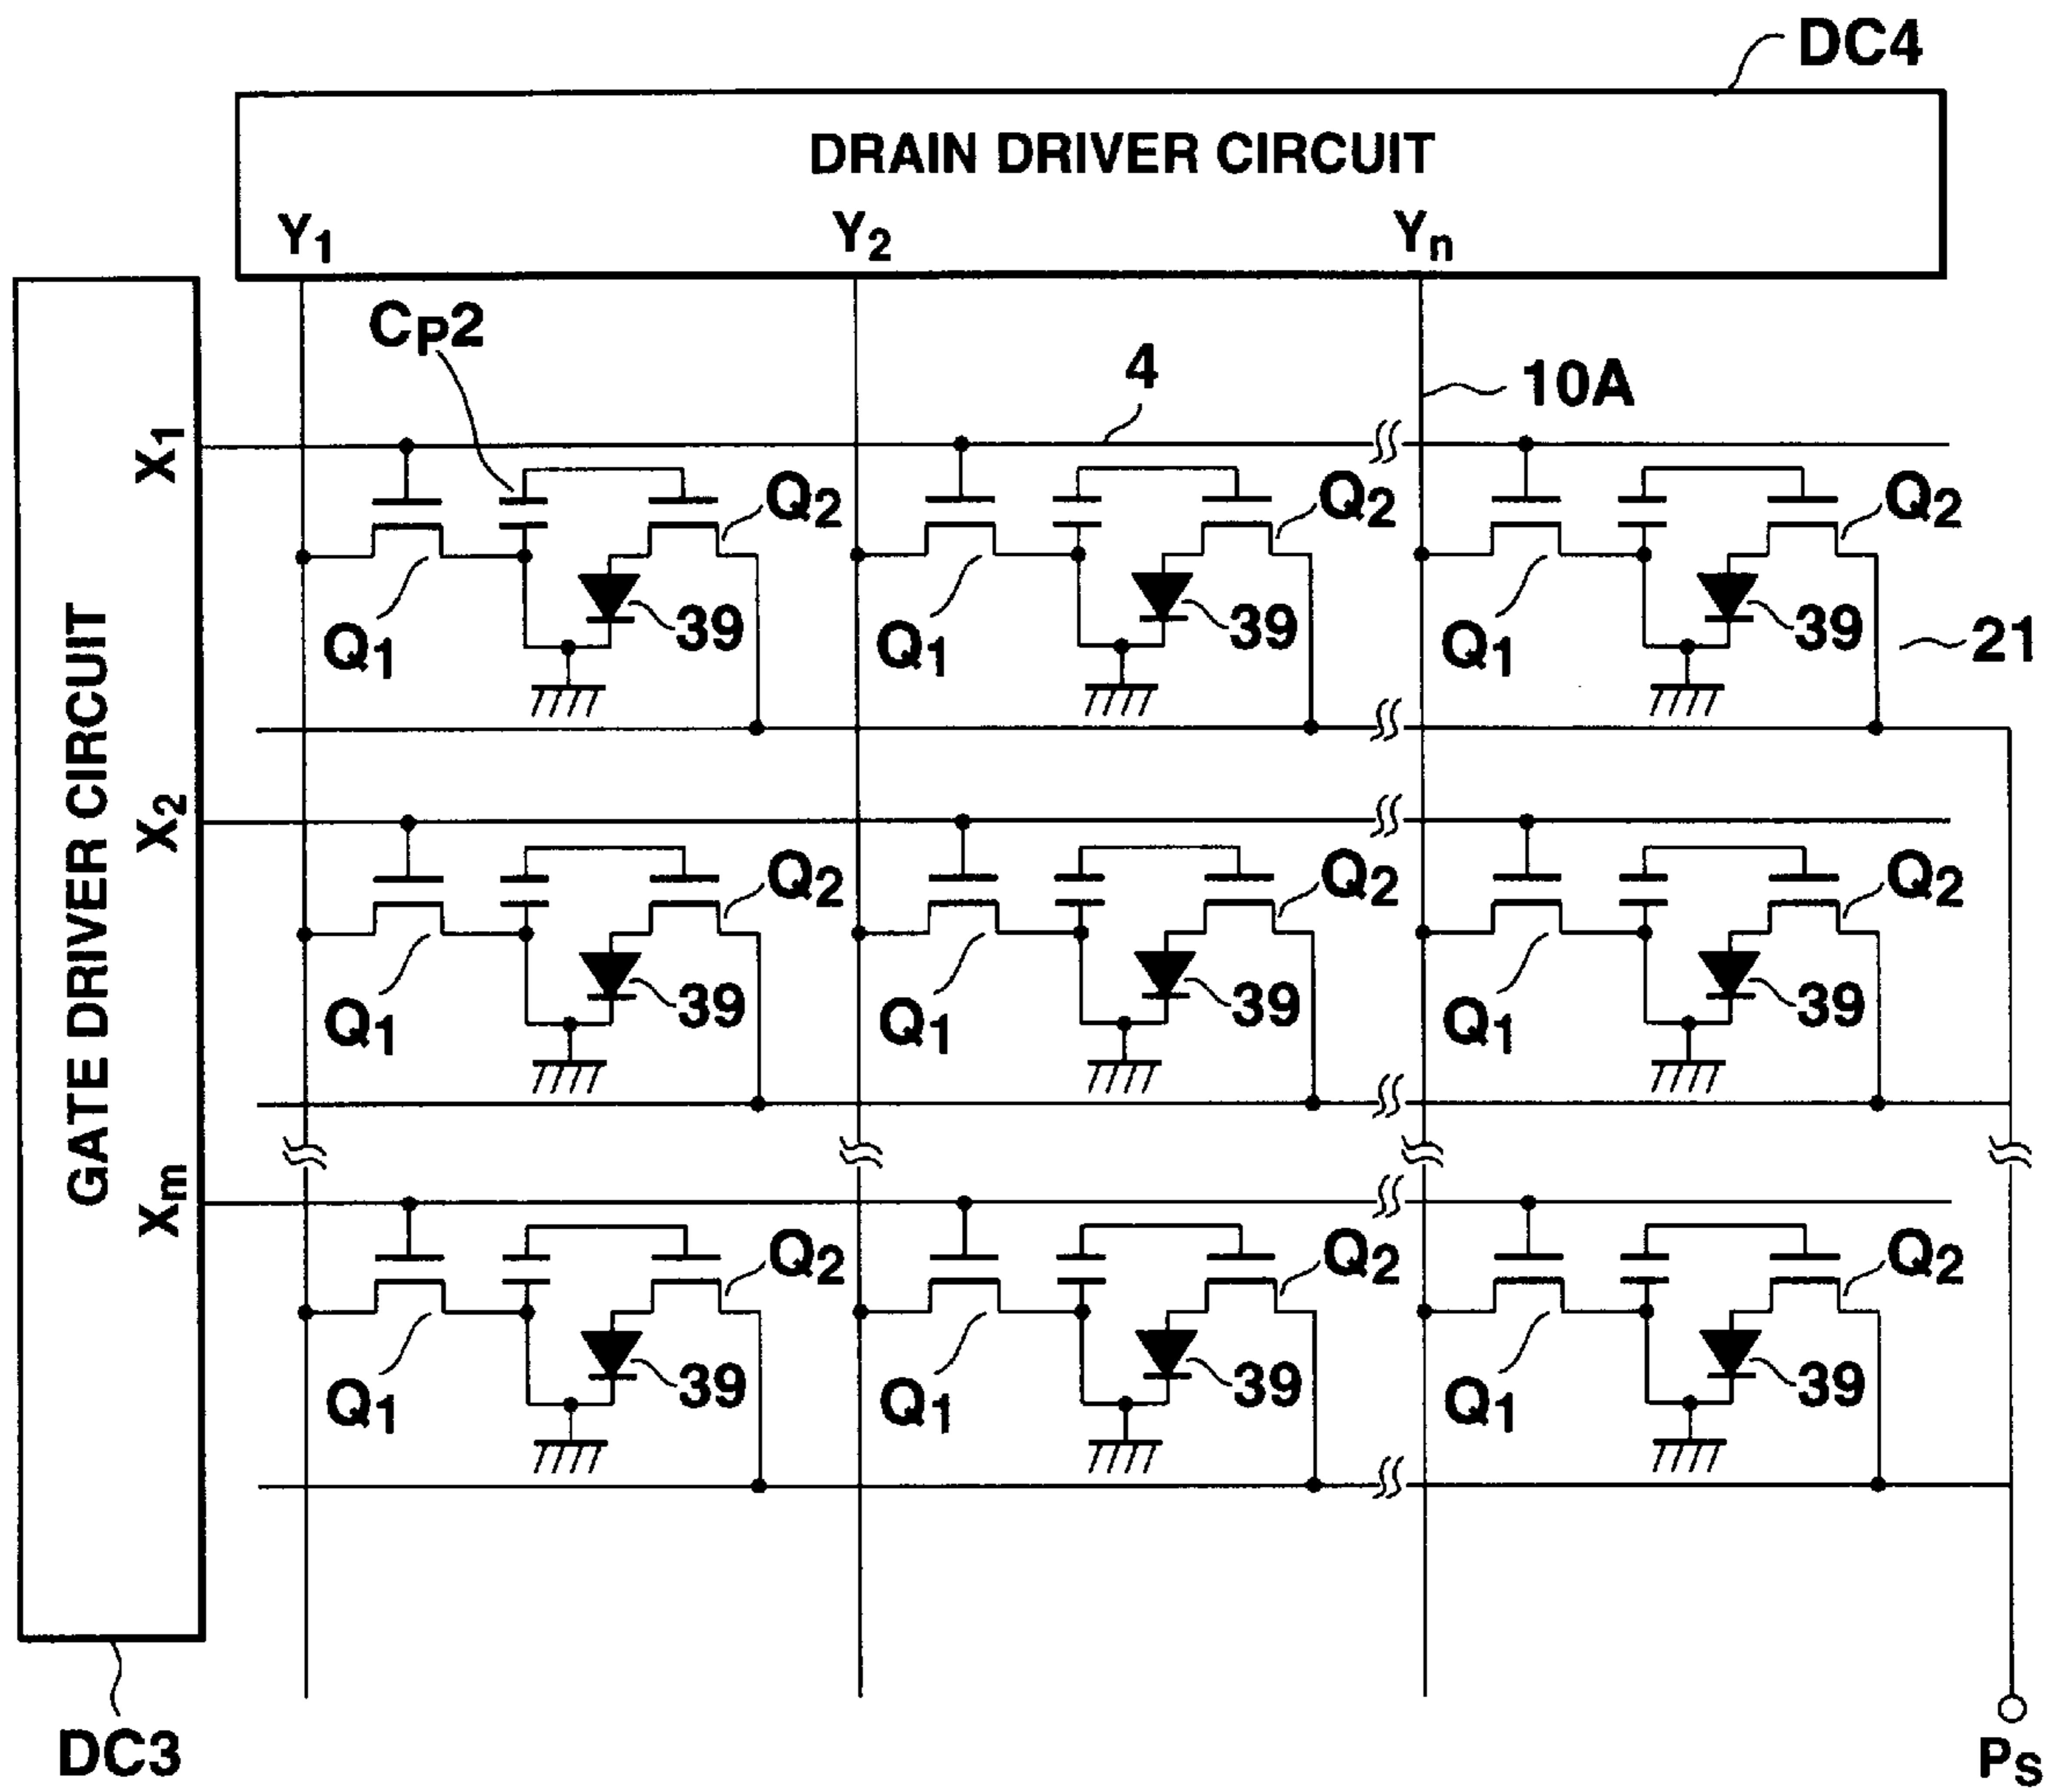 DC4
DRAIN DRIVER CIRCUIT
Y1 Y2 Yn
CP2 4 10A
X1
Q2 Q2 Q2
Q1 39 Q1 39 Q1 39 21
GATE DRIVER CIRCUIT
X2
Q2 Q2 Q2
Q1 39 Q1 39 Q1 39
Xm
Q2 Q2 Q2
Q1 39 Q1 39 Q1 39
DC3
PS